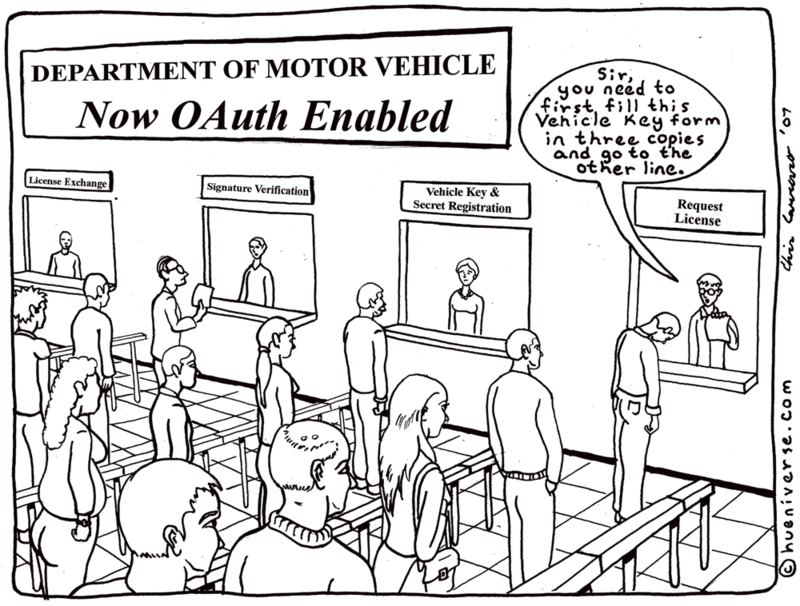 DEPARTMENT OF MOTOR VEHICLE
Now OAuth Enabled
Sir,
you need to
first fill this
Vehicle Key form
in three copies
and go to the
other line.
License Exchange
Signature Verification
Vehicle Key &
Secret Registration
Request
License
'07
© hueniverse.com